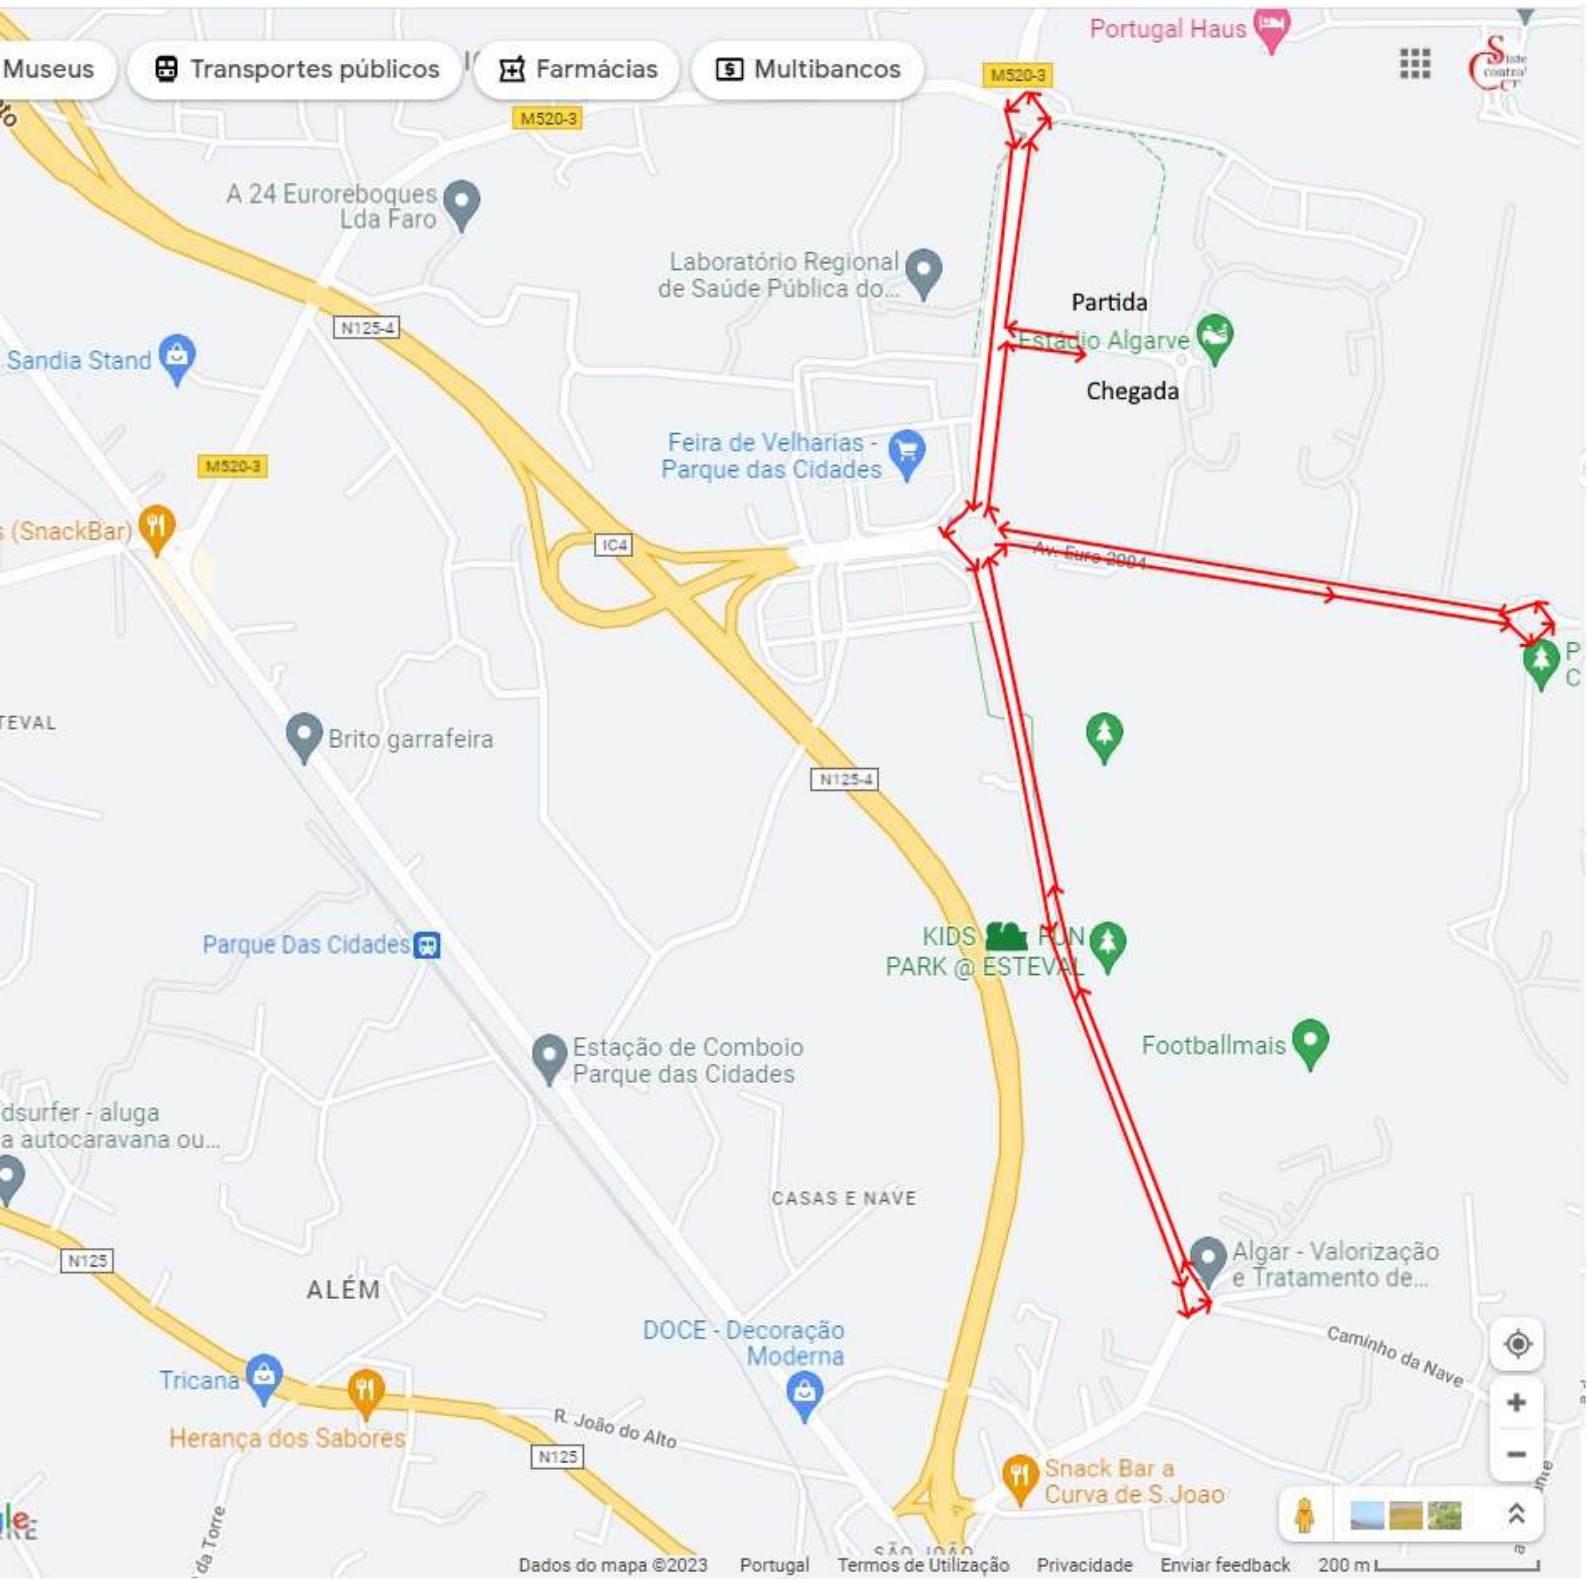 Portugal Haus
Museus
Transportes públicos
Farmácias
Multibancos
M520-3
M520-3
A 24 Euroreboques
Lda Faro
Laboratório Regional
de Saúde Pública do...
Partida
N125-4
Estádio Algarve
Sandia Stand
Chegada
Feira de Velharias -
Parque das Cidades
M520-3
(SnackBar)
IC4
Av. Euro 2004
P
C
Brito garrafeira
N125-4
KIDS FUN
PARK @ ESTEVAL
Parque Das Cidades
Footballmais
Estação de Comboio
Parque das Cidades
dsurfer - aluga
a autocaravana ou...
CASAS E NAVE
N125
ALÉM
Algar - Valorização
e Tratamento de...
DOCE - Decoração
Moderna
Caminho da Nave
Tricana
Herança dos Sabores
R. João do Alto
N125
Snack Bar a
Curva de S.Joao
da Torre
SÃO JOÃO
Dados do mapa ©2023 Portugal Termos de Utilização Privacidade Enviar feedback 200 m